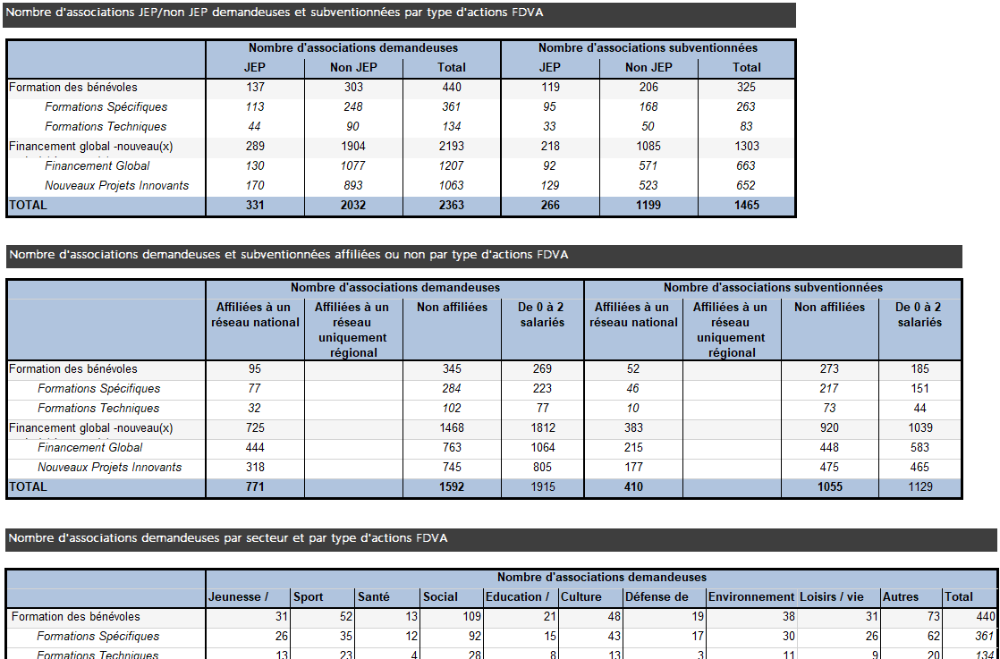 Nombre d'associations JEP/non JEP demandeuses et subventionnées par type d'actions FDVA
Nombre d'associations demandeuses Nombre d'associations subventionnées
JEP Non JEP Total JEP Non JEP Total
Formation des bénévoles 137 303 440 119 206 325
Formations Spécifiques 113 248 361 95 168 263
Formations Techniques 44 90 134 33 50 83
Financement global -nouveau(x) 289 1904 2193 218 1085 1303
Financement Global 130 1077 1207 92 571 663
Nouveaux Projets Innovants 170 893 1063 129 523 652
TOTAL 331 2032 2363 266 1199 1465
Nombre d'associations demandeuses et subventionnées affiliées ou non par type d'actions FDVA
Nombre d'associations demandeuses Nombre d'associations subventionnées
Affiliées à un Affiliées à un Non affiliées De 0 à 2 Affiliées à un Affiliées à un Non affiliées De 0 à 2
réseau national réseau salariés réseau national réseau salariés
uniquement uniquement
régional régional
Formation des bénévoles 95 345 269 52 273 185
Formations Spécifiques 77 284 223 46 217 151
Formations Techniques 32 102 77 10 73 44
Financement global -nouveau(x) 725 1468 1812 383 920 1039
Financement Global 444 763 1064 215 448 583
Nouveaux Projets Innovants 318 745 805 177 475 465
TOTAL 771 1592 1915 410 1055 1129
Nombre d'associations demandeuses par secteur et par type d'actions FDVA
Nombre d'associations demandeuses
Jeunesse / Sport Santé Social Education / Culture Défense de Environnement Loisirs / vie Autres Total
Formation des bénévoles 31 52 13 109 21 48 19 38 31 73 440
Formations Spécifiques 26 35 12 92 15 43 17 30 26 62 361
Formations Techniques 13 23 4 28 8 13 3 11 9 20 134